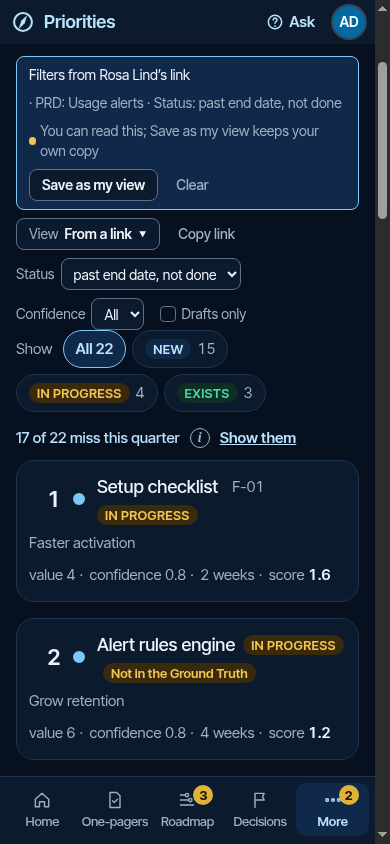 Priorities
Ask
AD
Filters from Rosa Lind’s link
· PRD: Usage alerts · Status: past end date, not done
You can read this; Save as my view keeps your
own copy
Save as my view
Clear
View From a link ▼
Copy link
Status
past end date, not done
Confidence
All
Drafts only
Show
All 22
NEW 15
IN PROGRESS 4
EXISTS 3
17 of 22 miss this quarter
i
Show them
1
Setup checklist F-01
IN PROGRESS
Faster activation
value 4 · confidence 0.8 · 2 weeks · score 1.6
2
Alert rules engine IN PROGRESS
Not in the Ground Truth
Grow retention
value 6 · confidence 0.8 · 4 weeks · score 1.2
3
2
Home
One-pagers
Roadmap
Decisions
More